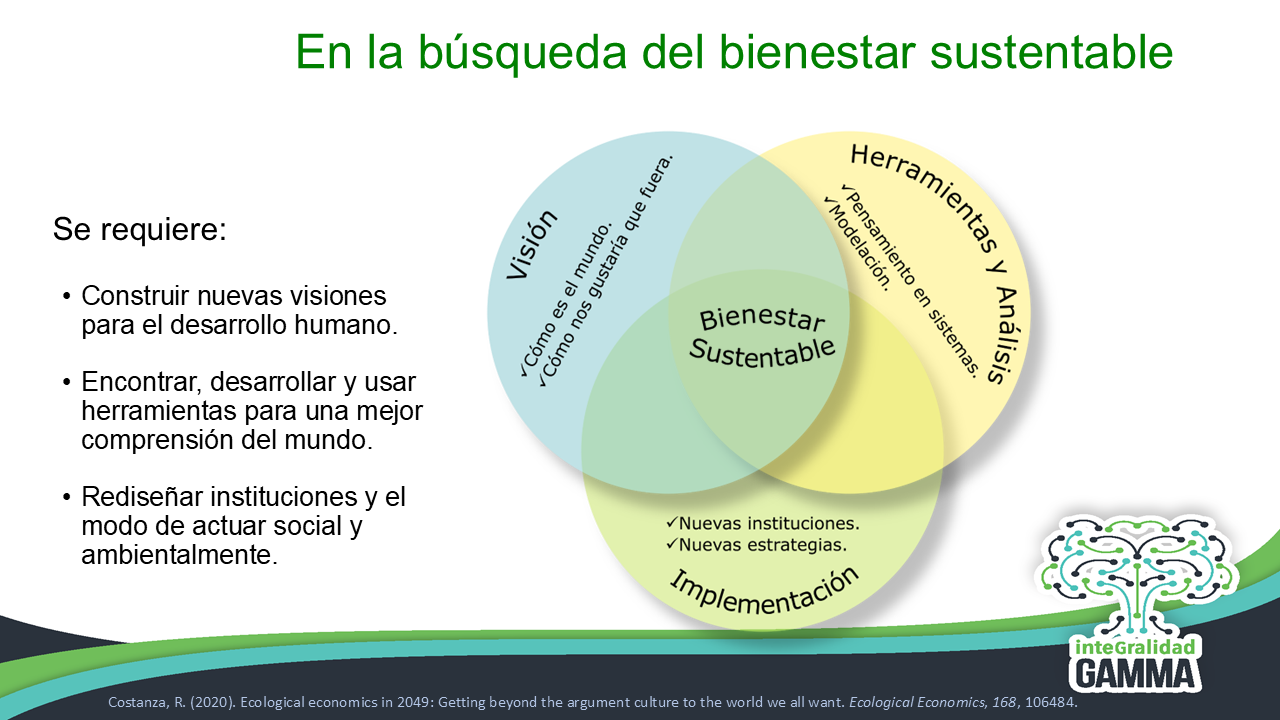 En la búsqueda del bienestar sustentable
Se requiere:
• Construir nuevas visiones
para el desarrollo humano.
• Encontrar, desarrollar y usar
herramientas para una mejor
comprensión del mundo.
• Rediseñar instituciones y el
modo de actuar social y
ambientalmente.
Visión
✓Cómo es el mundo.
✓Cómo nos gustaría que fuera.
Herramientas y Análisis
✓Pensamiento en sistemas.
✓Modelación.
Bienestar
Sustentable
✓Nuevas instituciones.
✓Nuevas estrategias.
Implementación
inteGralidad
GAMMA
Costanza, R. (2020). Ecological economics in 2049: Getting beyond the argument culture to the world we all want. Ecological Economics, 168, 106484.